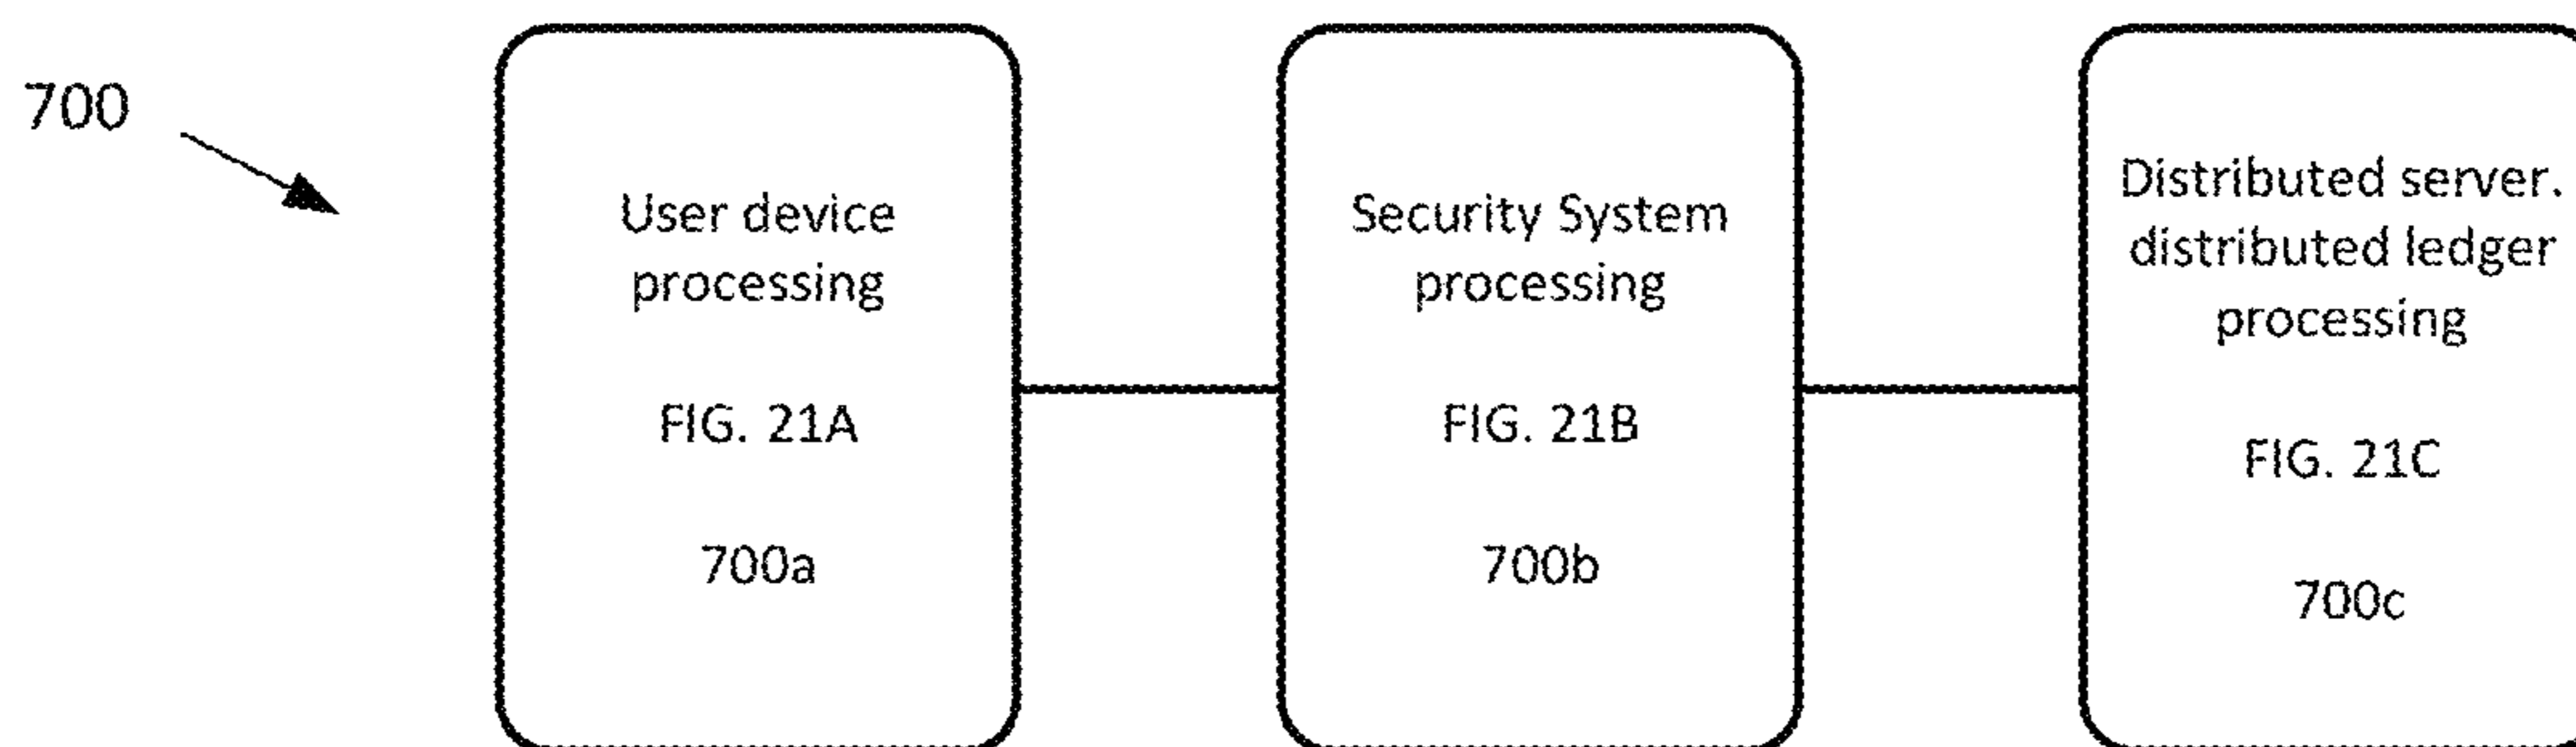 700
User device
processing
FIG. 21A
700a
Security System
processing
FIG. 21B
700b
Distributed server.
distributed ledger
processing
FIG. 21C
700c